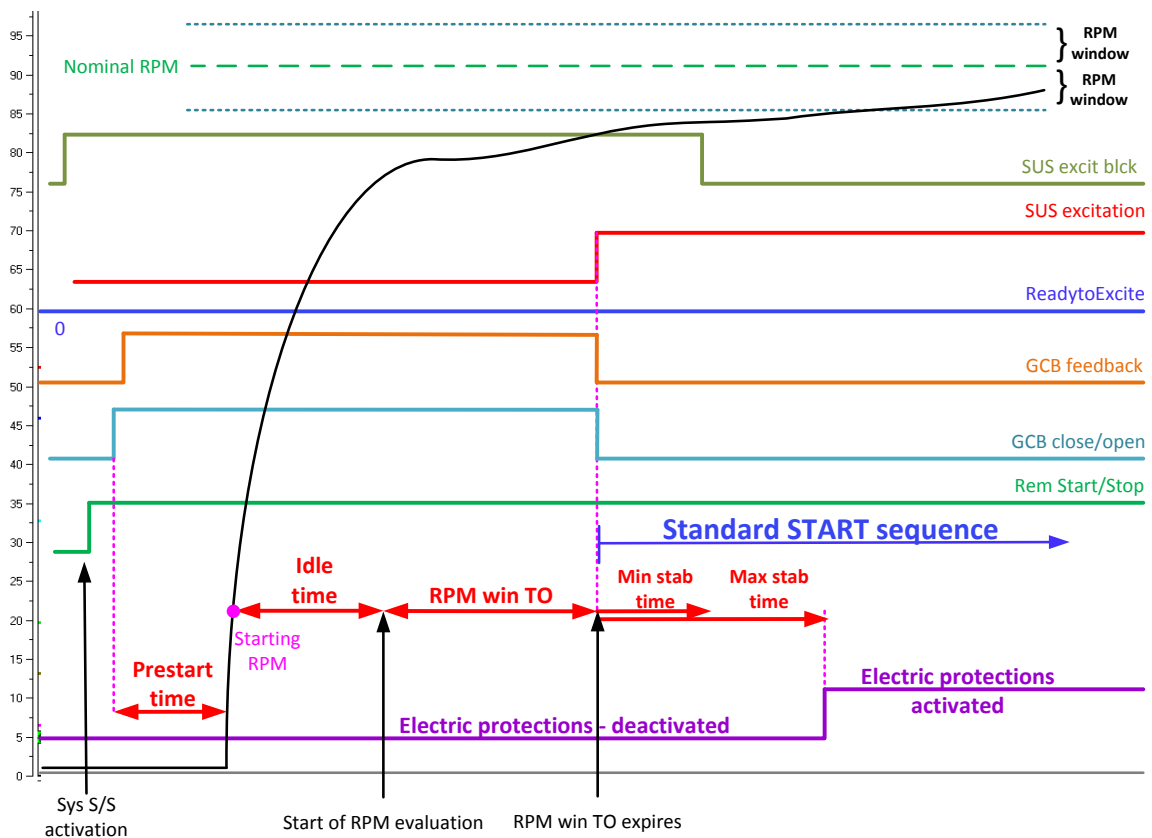 95
90
85
80
75
70
65
60
55
50
45
40
35
30
25
20
15
10
5
0
Nominal RPM
RPM
window
RPM
window
SUS excit blck
SUS excitation
ReadytoExcite
0
GCB feedback
GCB close/open
Rem Start/Stop
Standard START sequence
Idle
time
RPM win TO
Min stab
time
Max stab
time
Starting
RPM
Prestart
time
Electric protections
activated
Electric protections - deactivated
Sys S/S
activation
Start of RPM evaluation
RPM win TO expires